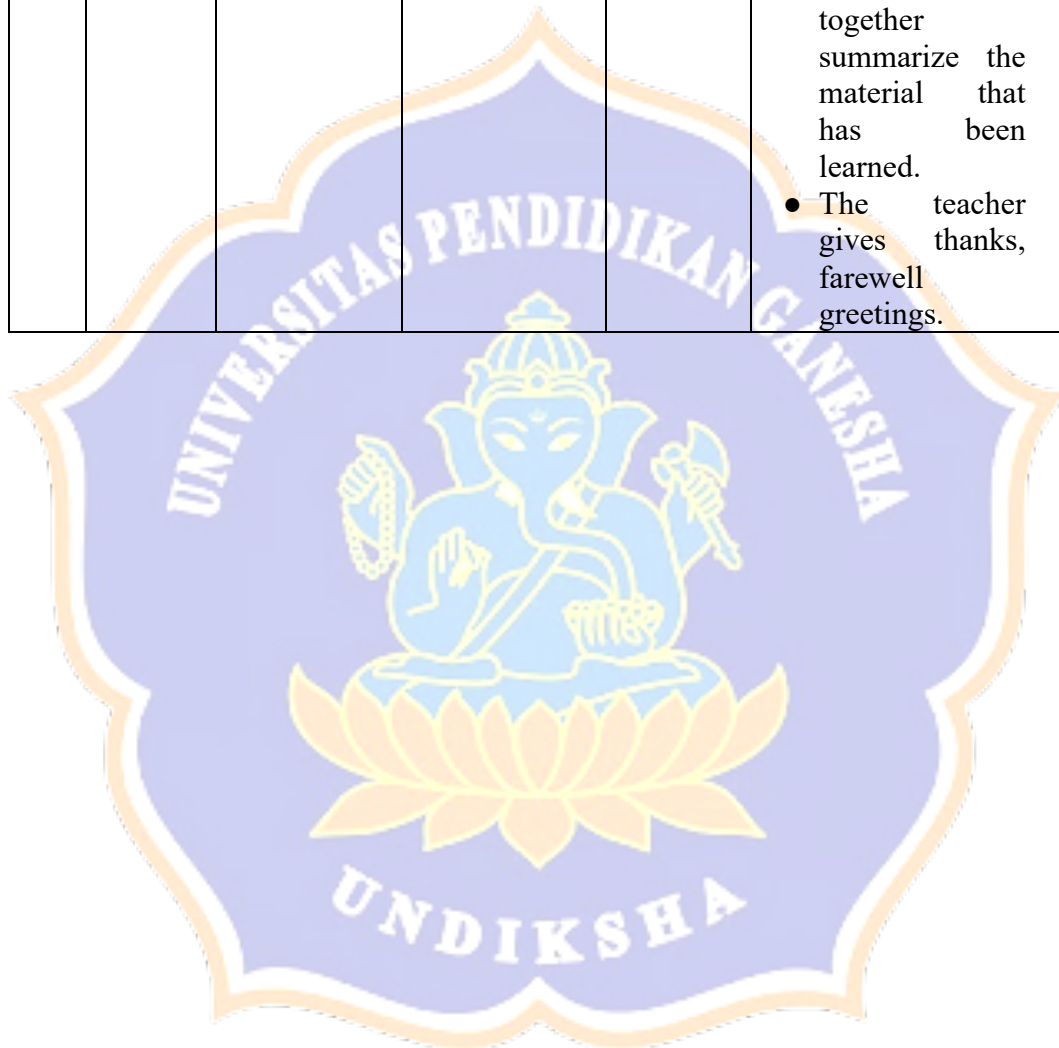 together
summarize the
material that
has been
learned.
● The teacher
gives thanks,
farewell
greetings.
UNIVERSITAS PENDIDIKAN GANESHA
UNDIKSHA